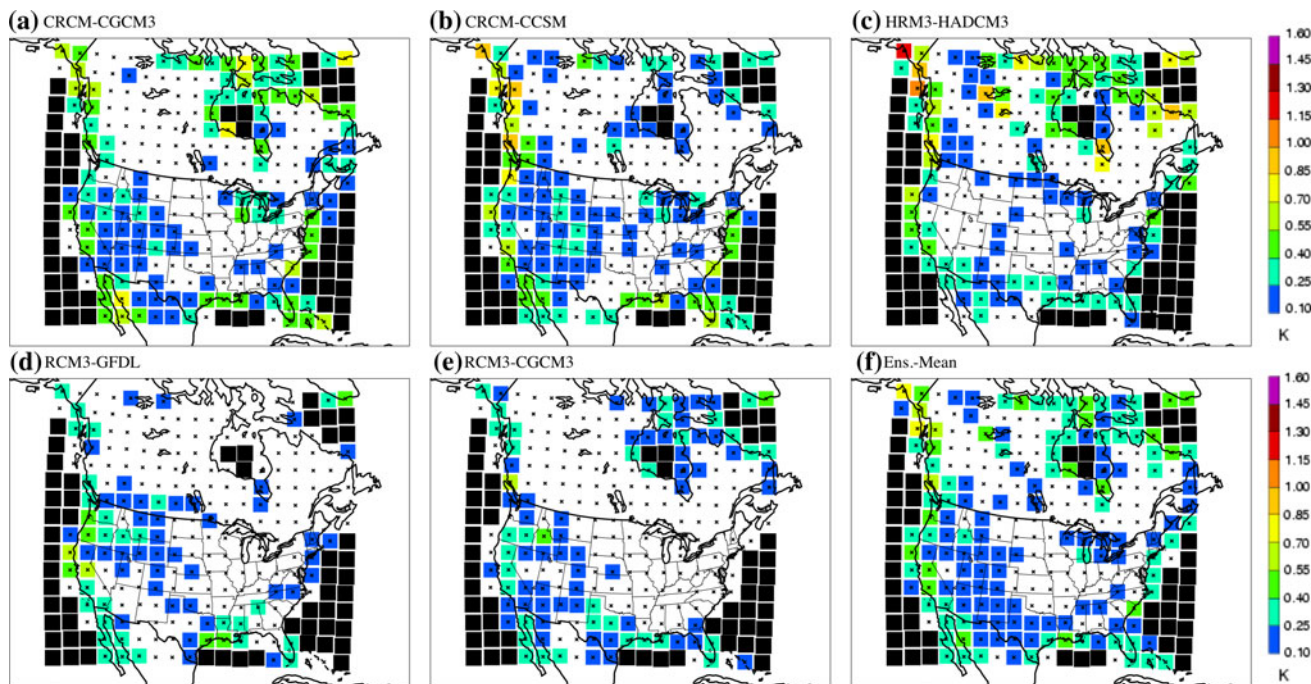 (a) CRCM-CGCM3
(b) CRCM-CCSM
(c) HRM3-HADCM3
1.60
1.45
1.30
1.15
1.00
0.85
0.70
0.55
0.40
0.25
0.10
K
(d) RCM3-GFDL
(e) RCM3-CGCM3
(f) Ens.-Mean
1.60
1.45
1.30
1.15
1.00
0.85
0.70
0.55
0.40
0.25
0.10
K